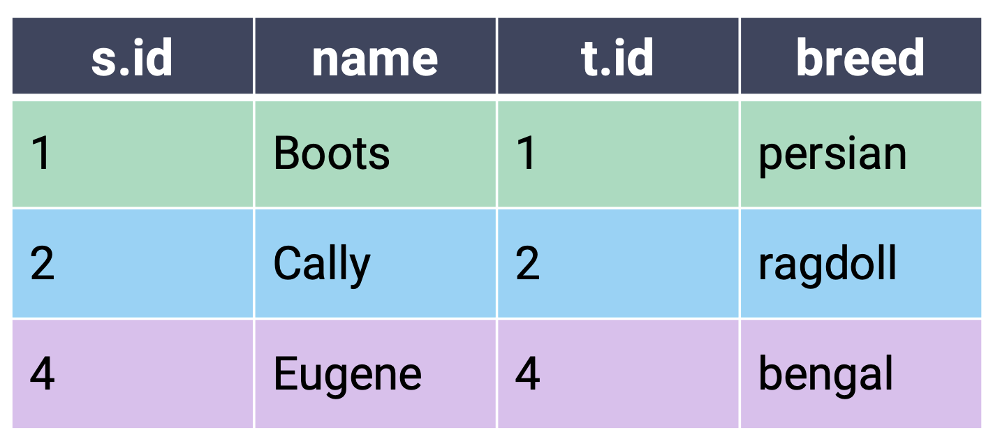 s.id name t.id breed
1 Boots 1 persian
2 Cally 2 ragdoll
4 Eugene 4 bengal